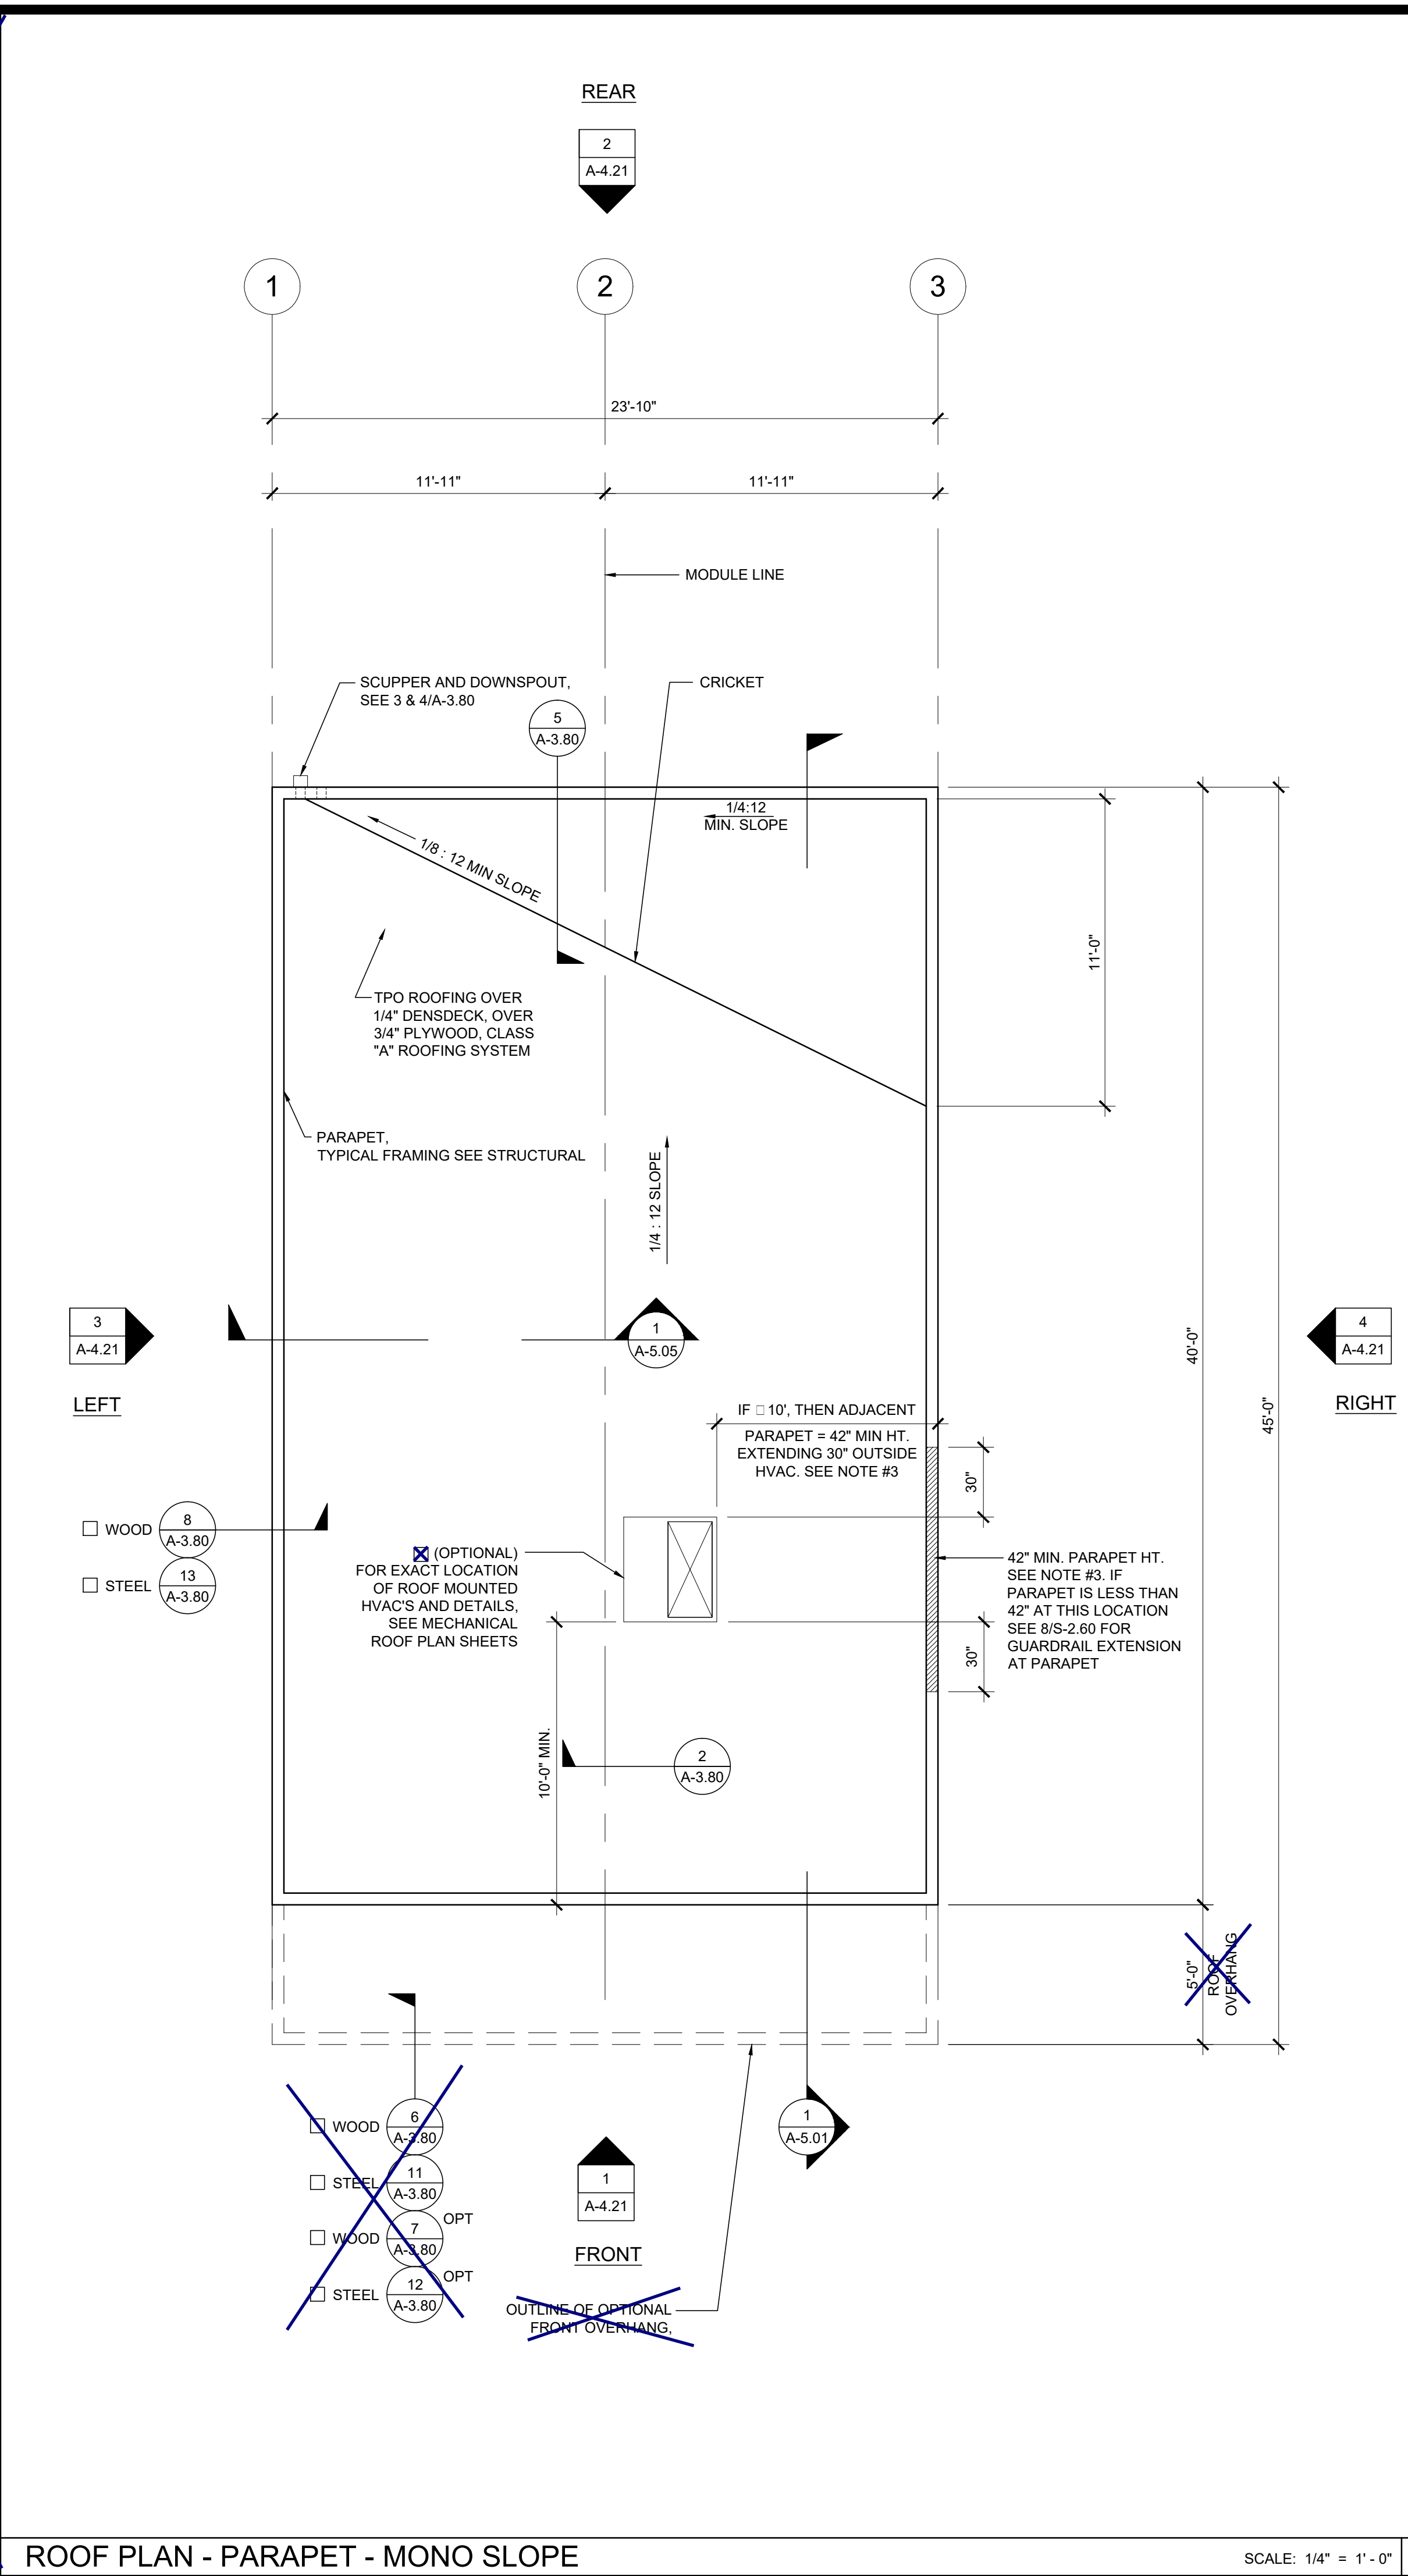 REAR
2
A-4.21
1
2
3
23'-10"
11'-11"
11'-11"
MODULE LINE
SCUPPER AND DOWNSPOUT,
SEE 3 & 4/A-3.80
CRICKET
5
A-3.80
1/4:12
MIN. SLOPE
1/8 : 12 MIN SLOPE
11'-0"
TPO ROOFING OVER
1/4" DENSDECK, OVER
3/4" PLYWOOD, CLASS
"A" ROOFING SYSTEM
PARAPET,
TYPICAL FRAMING SEE STRUCTURAL
1/4 : 12 SLOPE
3
A-4.21
LEFT
1
A-5.05
40'-0"
45'-0"
4
A-4.21
RIGHT
IF □ 10', THEN ADJACENT
PARAPET = 42" MIN HT.
EXTENDING 30" OUTSIDE
HVAC. SEE NOTE #3
30"
WOOD
8
A-3.80
STEEL
13
A-3.80
(OPTIONAL)
FOR EXACT LOCATION
OF ROOF MOUNTED
HVAC'S AND DETAILS,
SEE MECHANICAL
ROOF PLAN SHEETS
42" MIN. PARAPET HT.
SEE NOTE #3. IF
PARAPET IS LESS THAN
42" AT THIS LOCATION
SEE 8/S-2.60 FOR
GUARDRAIL EXTENSION
AT PARAPET
30"
10'-0" MIN.
2
A-3.80
5'-0"
ROOF
OVERHANG
WOOD
6
A-3.80
STEEL
11
A-3.80
WOOD
7
A-3.80
OPT
STEEL
12
A-3.80
OPT
1
A-5.01
1
A-4.21
FRONT
OUTLINE OF OPTIONAL
FRONT OVERHANG,
ROOF PLAN - PARAPET - MONO SLOPE
SCALE: 1/4" = 1' - 0"